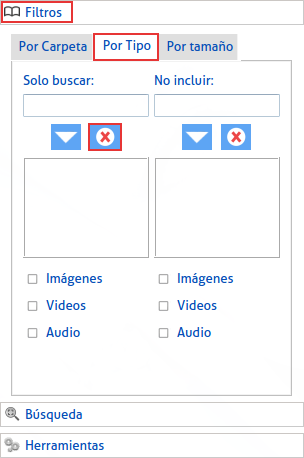 Filtros
Por Carpeta Por Tipo Por tamaño
Solo buscar: No incluir:
Imágenes Imágenes
Videos Videos
Audio Audio
Búsqueda
Herramientas